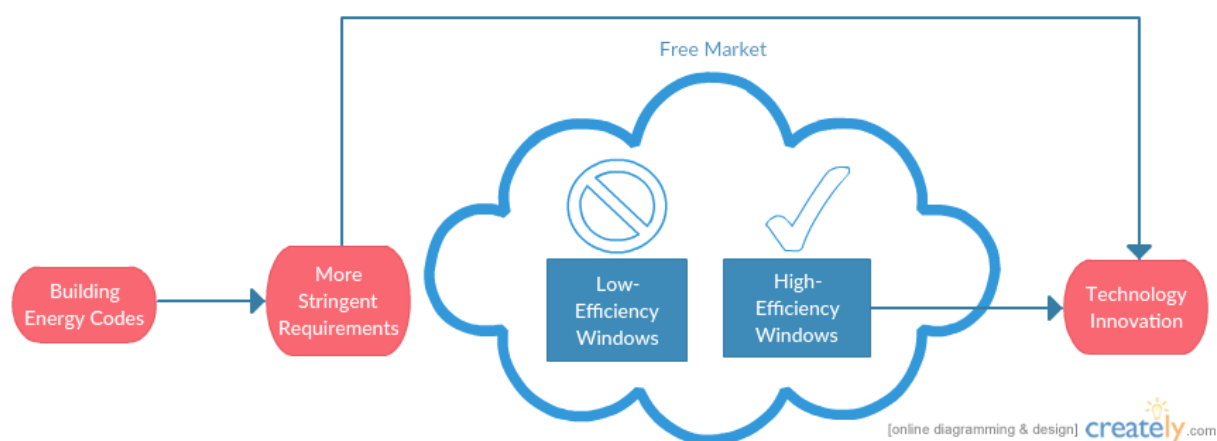 Free Market
Building
Energy Codes
More
Stringent
Requirements
Low-
Efficiency
Windows
High-
Efficiency
Windows
Technology
Innovation
[online diagramming & design] creately.com